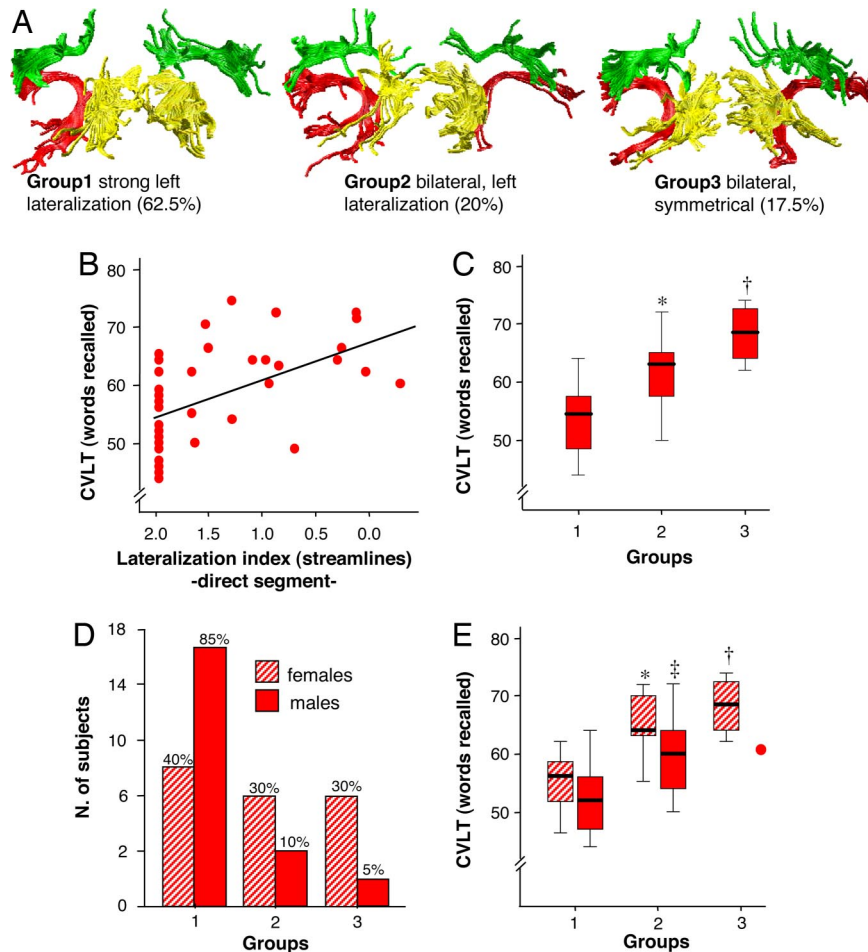 A
Group1 strong left
lateralization (62.5%)
Group2 bilateral, left
lateralization (20%)
Group3 bilateral,
symmetrical (17.5%)
B
CVLT (words recalled)
80
70
60
50
2.0 1.5 1.0 0.5 0.0
Lateralization index (streamlines)
-direct segment-
C
CVLT (words recalled)
80
70
60
50
* †
1 2 3
Groups
D
N. of subjects
18
16
10
6
2
0
85%
40%
30%
10%
30%
5%
females
males
1 2 3
Groups
E
CVLT (words recalled)
80
70
60
50
* ‡ †
1 2 3
Groups